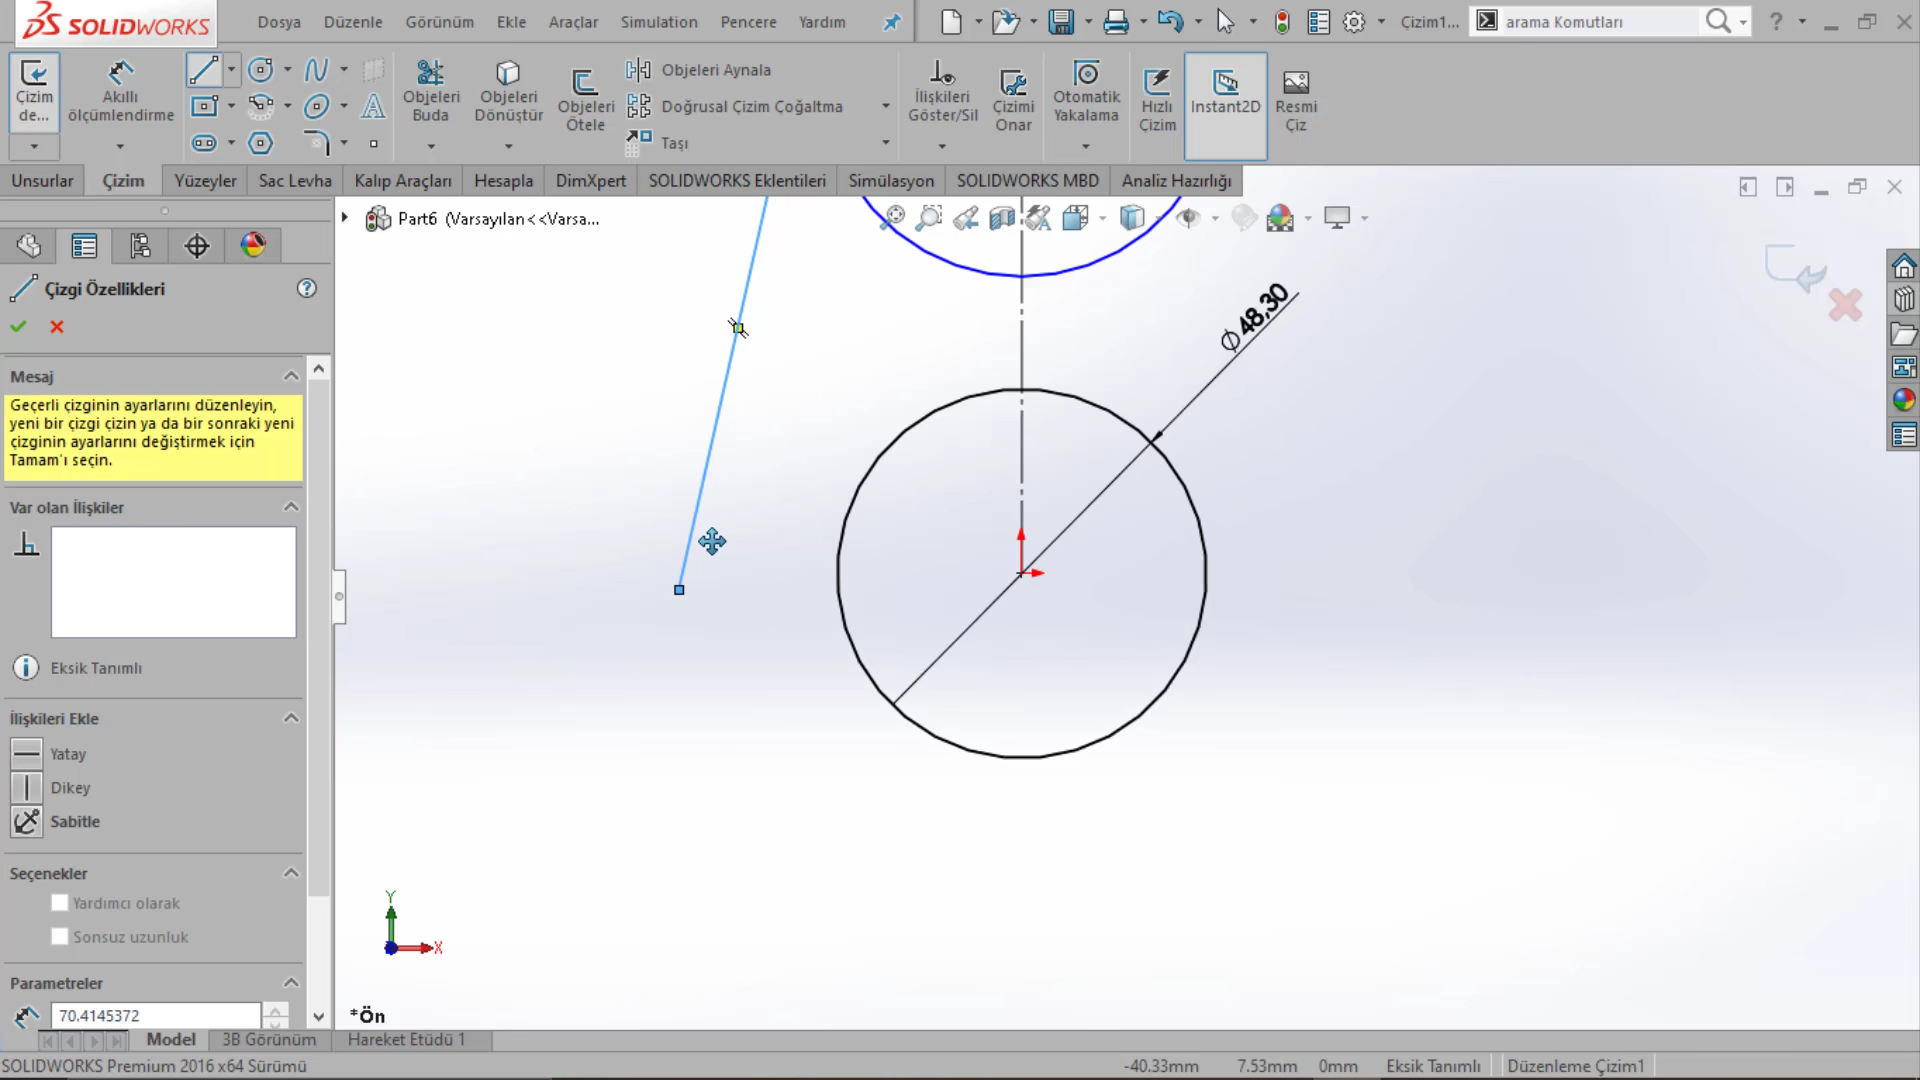 SOLIDWORKS
Dosya
Düzenle
Görünüm
Ekle
Araçlar
Simulation
Pencere
Yardım
Çizim1...
arama Komutları
?
Çizim
de...
Akıllı
ölçümlendirme
Objeleri
Buda
Objeleri
Dönüştür
Objeleri
Ötele
Objeleri Aynala
Doğrusal Çizim Çoğaltma
Taşı
İlişkileri
Göster/Sil
Çizimi
Onar
Otomatik
Yakalama
Hızlı
Çizim
Instant2D
Resmi
Çiz
Unsurlar
Çizim
Yüzeyler
Sac Levha
Kalıp Araçları
Hesapla
DimXpert
SOLIDWORKS Eklentileri
Simülasyon
SOLIDWORKS MBD
Analiz Hazırlığı
Part6 (Varsayılan<<Varsa...
Çizgi Özellikleri
?
Mesaj
Geçerli çizginin ayarlarını düzenleyin,
yeni bir çizgi çizin ya da bir sonraki yeni
çizginin ayarlarını değiştirmek için
Tamam'ı seçin.
Var olan İlişkiler
Eksik Tanımlı
İlişkileri Ekle
Yatay
Dikey
Sabitle
Seçenekler
Yardımcı olarak
Sonsuz uzunluk
Parametreler
70.4145372
∅48,30
Y
X
*Ön
Model
3B Görünüm
Hareket Etüdü 1
SOLIDWORKS Premium 2016 x64 Sürümü
-40.33mm
7.53mm
0mm
Eksik Tanımlı
Düzenleme Çizim1